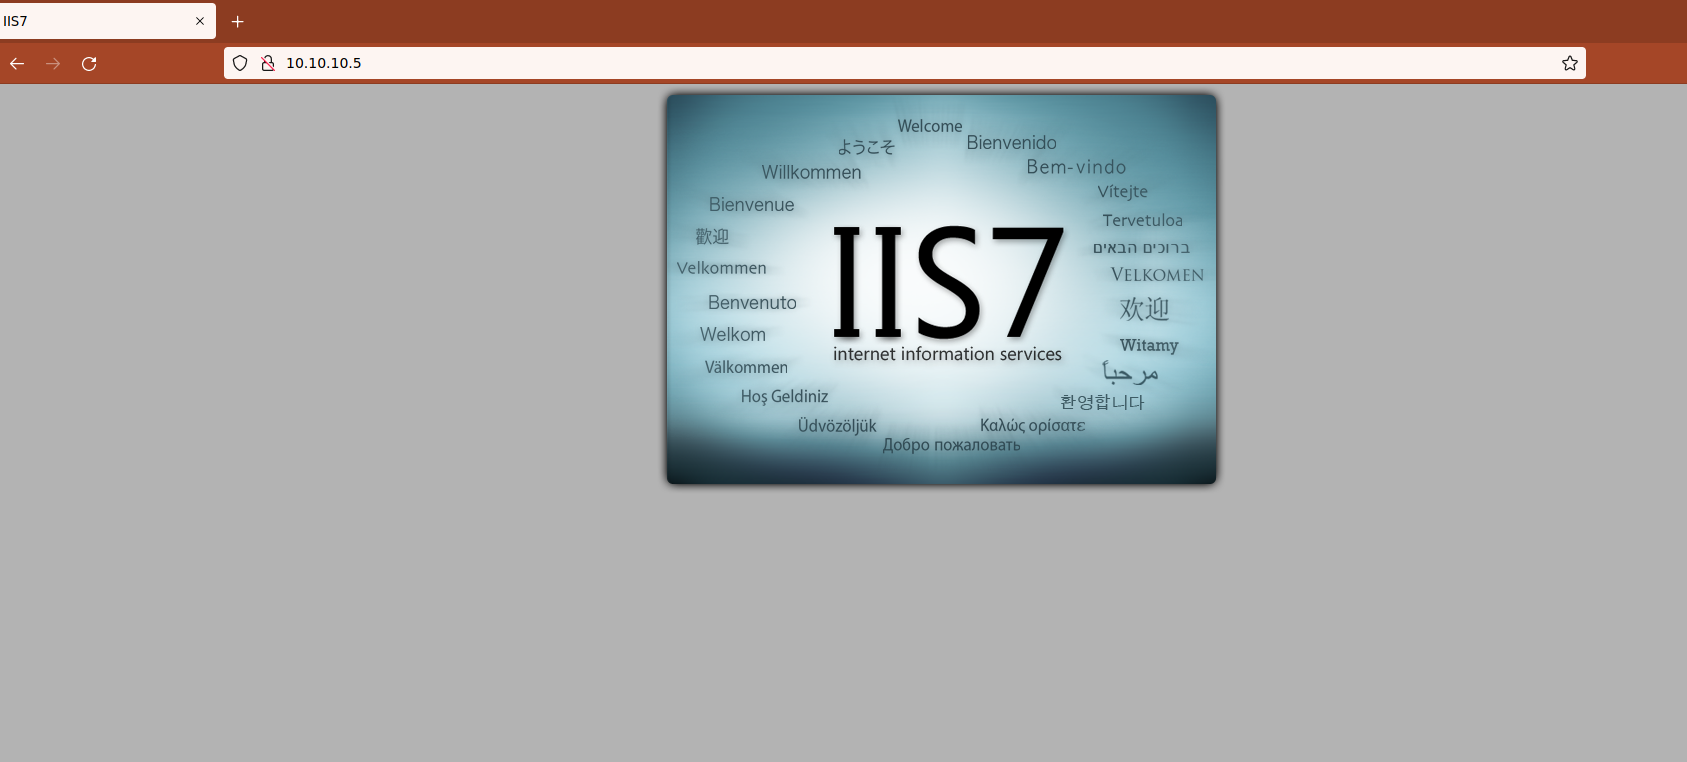 IIS7
10.10.10.5
Welcome
Bienvenido
ようこそ
Bem-vindo
Willkommen
Vítejte
Bienvenue
Tervetuloa
歡迎
ברוכים הבאים
Velkommen
VELKOMEN
Benvenuto
欢迎
IIS7
internet information services
Welkom
Witamy
Välkommen
مرحباً
Hoş Geldiniz
환영합니다
Üdvözöljük
Καλώς ορίσατε
Добро пожаловать